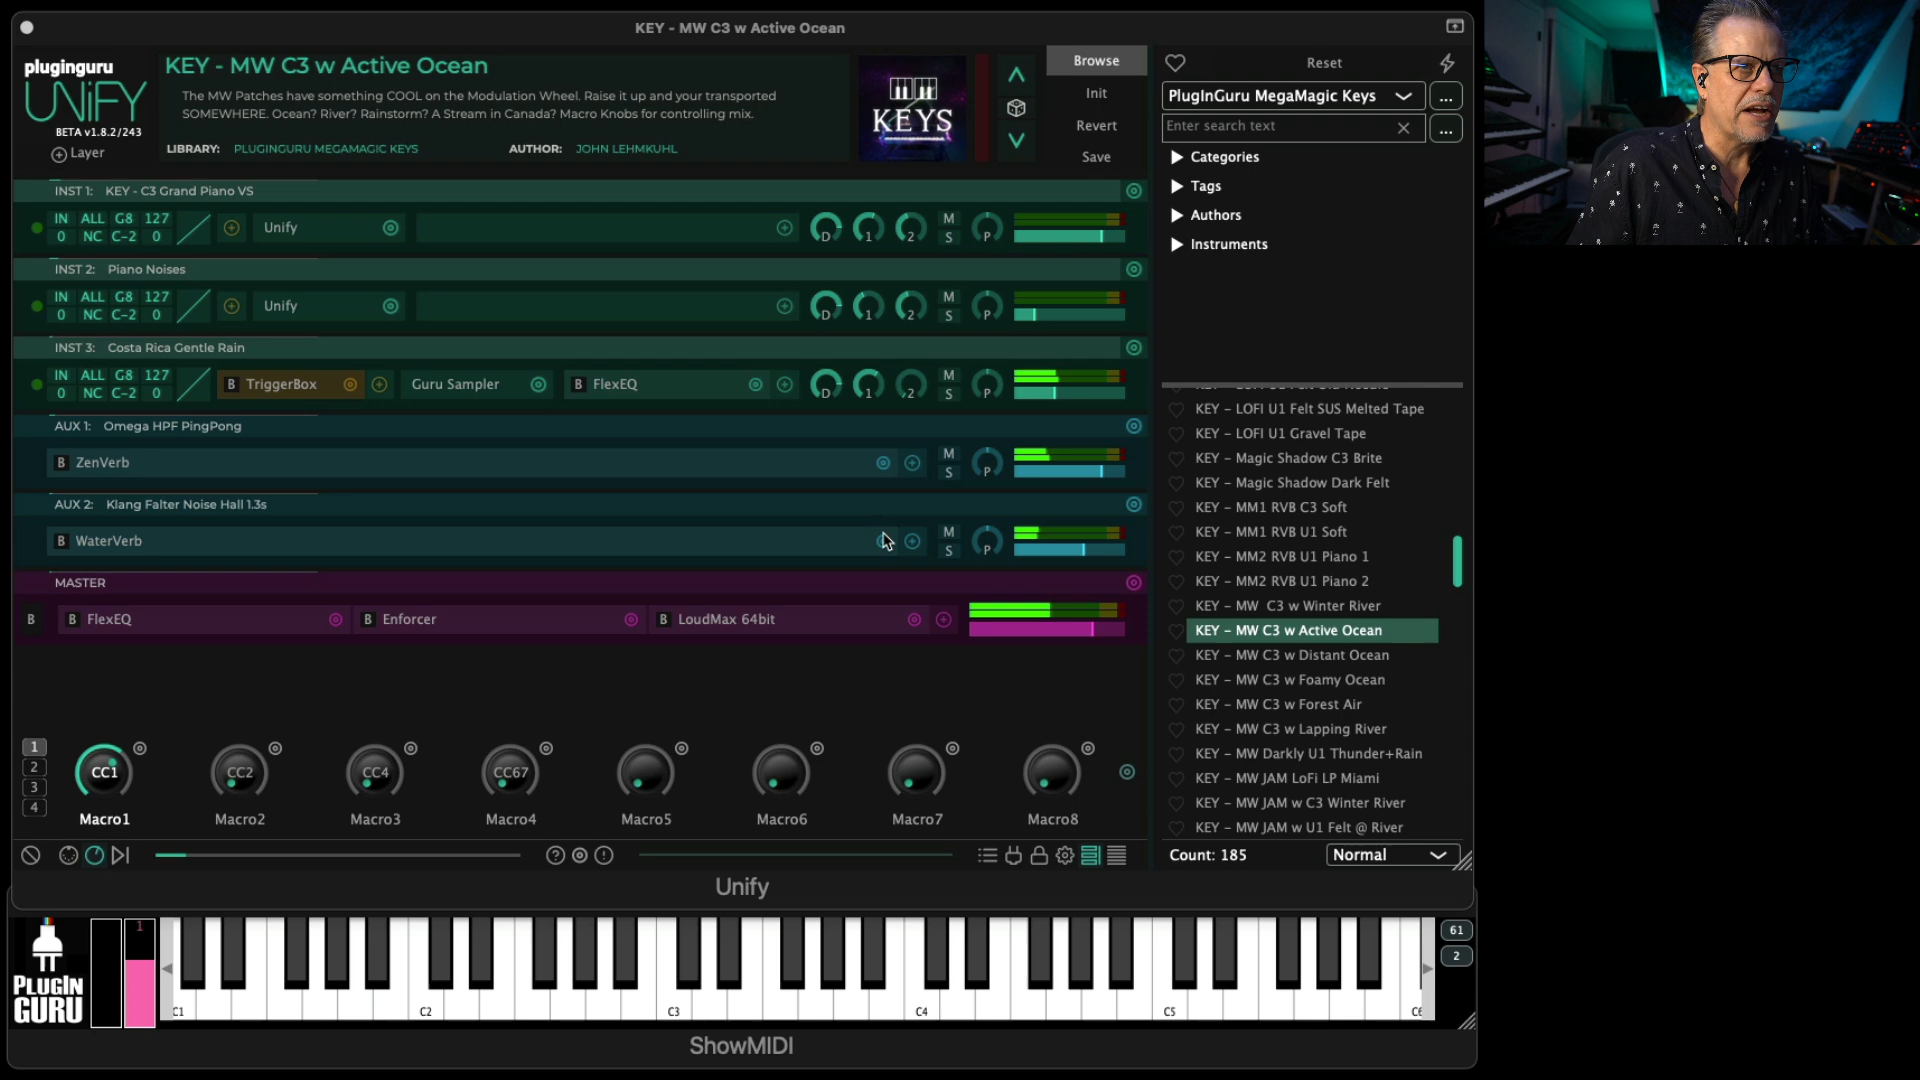 KEY - MW C3 w Active Ocean
pluginguru
UNiFY
BETA v1.8.2/243
Layer
KEY - MW C3 w Active Ocean
The MW Patches have something COOL on the Modulation Wheel. Raise it up and your transported
SOMEWHERE. Ocean? River? Rainstorm? A Stream in Canada? Macro Knobs for controlling mix.
LIBRARY: PLUGINGURU MEGAMAGIC KEYS AUTHOR: JOHN LEHMKUHL
KEYS
Browse
Init
Revert
Save
Reset
PlugInGuru MegaMagic Keys
...
Enter search text
...
Categories
Tags
Authors
Instruments
INST 1: KEY - C3 Grand Piano VS
IN ALL G8 127
0 NC C-2 0
Unify
D 1 2 M S P
INST 2: Piano Noises
IN ALL G8 127
0 NC C-2 0
Unify
D 1 2 M S P
INST 3: Costa Rica Gentle Rain
IN ALL G8 127
0 NC C-2 0
B TriggerBox Guru Sampler B FlexEQ
D 1 2 M S P
AUX 1: Omega HPF PingPong
B ZenVerb M S P
AUX 2: Klang Falter Noise Hall 1.3s
B WaterVerb M S P
MASTER
B B FlexEQ B Enforcer B LoudMax 64bit
KEY - LOFI U1 Felt SUS Melted Tape
KEY - LOFI U1 Gravel Tape
KEY - Magic Shadow C3 Brite
KEY - Magic Shadow Dark Felt
KEY - MM1 RVB C3 Soft
KEY - MM1 RVB U1 Soft
KEY - MM2 RVB U1 Piano 1
KEY - MM2 RVB U1 Piano 2
KEY - MW  C3 w Winter River
KEY - MW C3 w Active Ocean
KEY - MW C3 w Distant Ocean
KEY - MW C3 w Foamy Ocean
KEY - MW C3 w Forest Air
KEY - MW C3 w Lapping River
KEY - MW Darkly U1 Thunder+Rain
KEY - MW JAM LoFi LP Miami
KEY - MW JAM w C3 Winter River
KEY - MW JAM w U1 Felt @ River
1
2
3
4
CC1 CC2 CC4 CC67
Macro1 Macro2 Macro3 Macro4 Macro5 Macro6 Macro7 Macro8
Count: 185 Normal
Unify
1
PLUGIN
GURU
C1 C2 C3 C4 C5
61
2
ShowMIDI